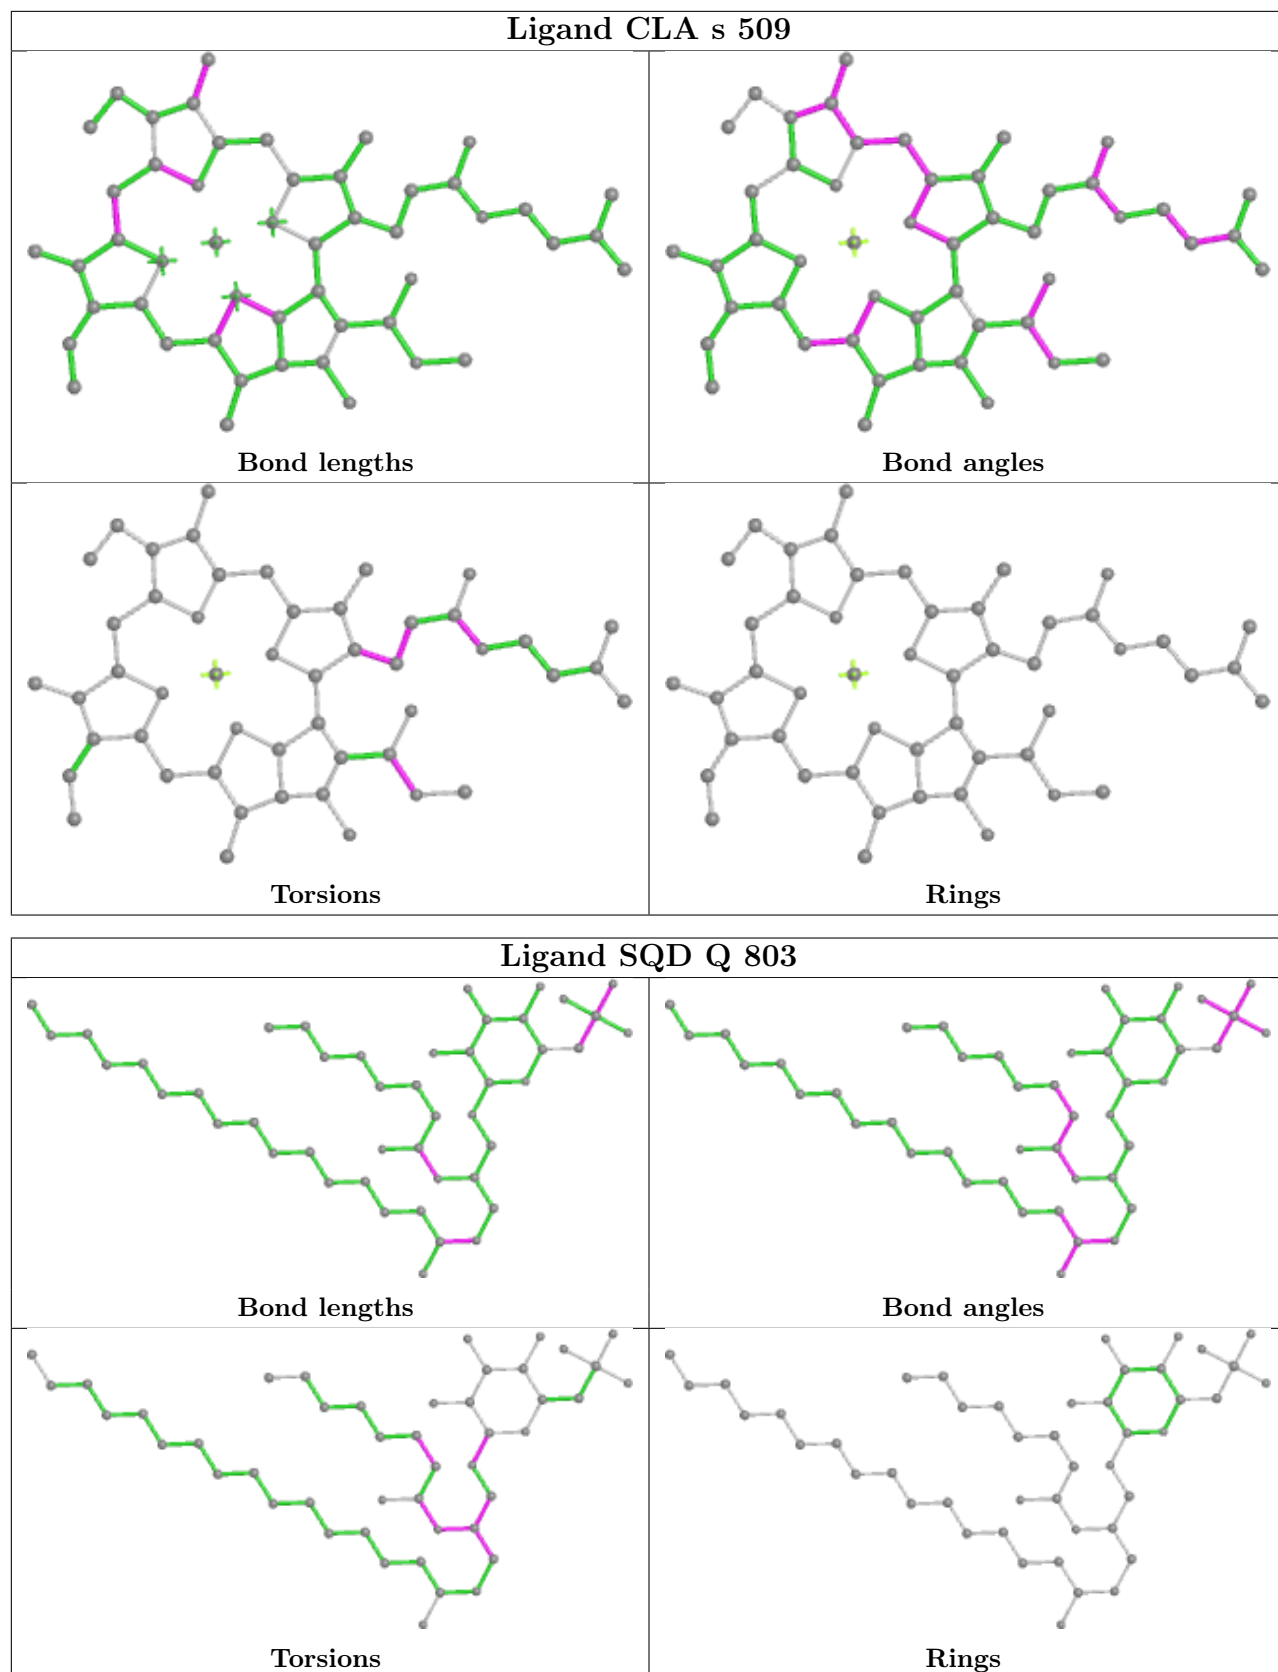 Ligand CLA s 509
Bond lengths
Bond angles
Torsions
Rings
Ligand SQD Q 803
Bond lengths
Bond angles
Torsions
Rings